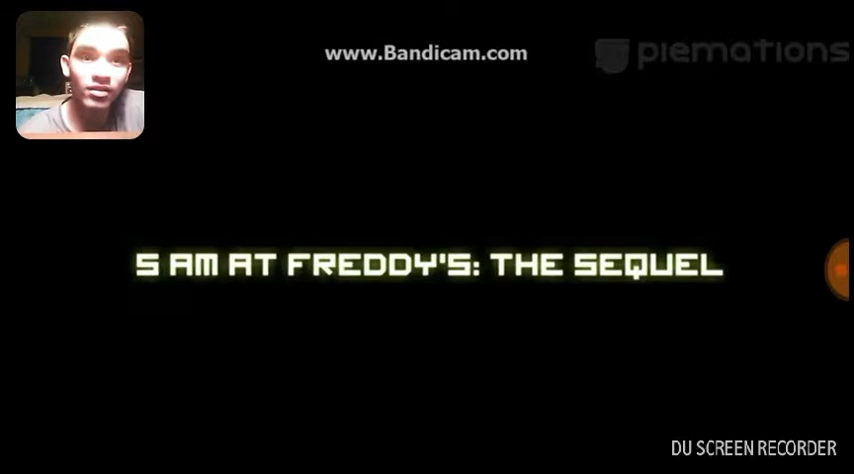 www.Bandicam.com
piemations
5 AM AT FREDDY'S: THE SEQUEL
DU SCREEN RECORDER